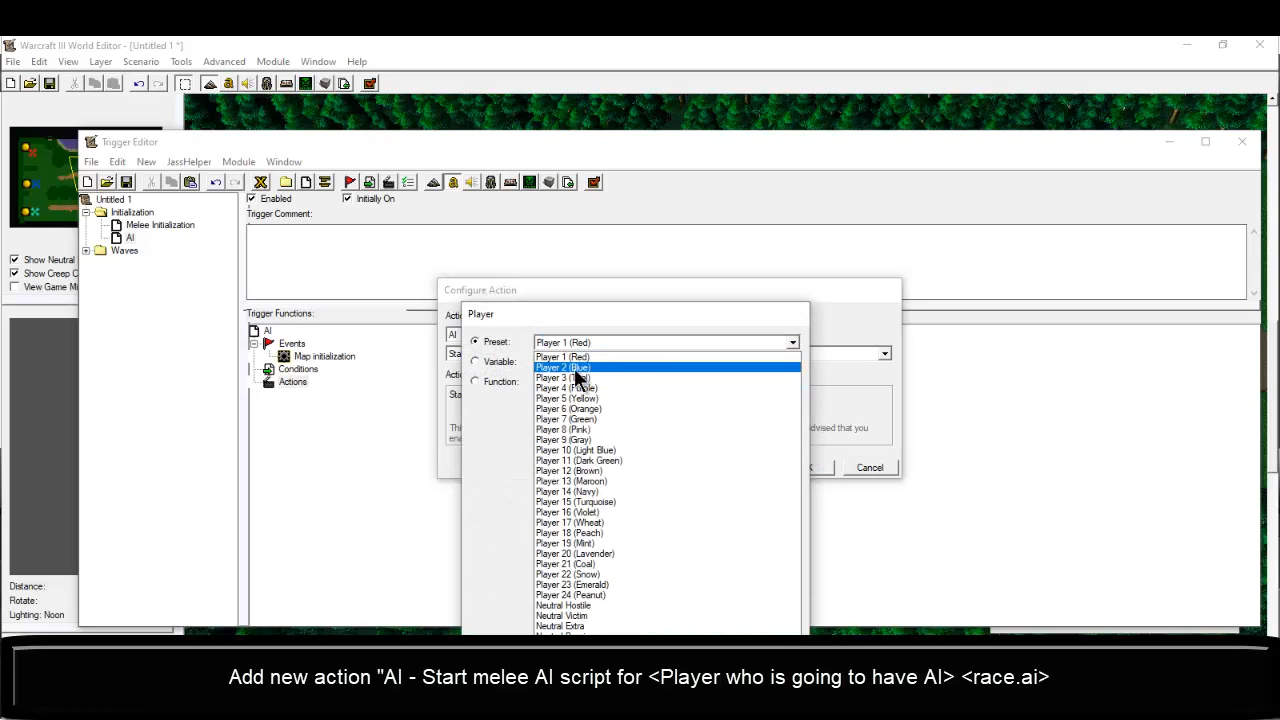 Warcraft III World Editor - [Untitled 1 *]
File Edit View Layer Scenario Tools Advanced Module Window Help
Trigger Editor
File Edit New JassHelper Module Window
Untitled 1
Initialization
Melee Initialization
AI
Waves
Enabled
Initially On
Trigger Comment:
Show Neutral
Show Creep C
View Game Mi
Distance:
Rotate:
Lighting: Noon
Trigger Functions:
AI
Events
Map initialization
Conditions
Actions
Configure Action
AI
dvised that you
Cancel
Player
Preset:
Variable:
Function:
Player 1 (Red)
Player 1 (Red)
Player 2 (Blue)
Player 3
Player 4 (Purple)
Player 5 (Yellow)
Player 6 (Orange)
Player 7 (Green)
Player 8 (Pink)
Player 9 (Gray)
Player 10 (Light Blue)
Player 11 (Dark Green)
Player 12 (Brown)
Player 13 (Maroon)
Player 14 (Navy)
Player 15 (Turquoise)
Player 16 (Violet)
Player 17 (Wheat)
Player 18 (Peach)
Player 19 (Mint)
Player 20 (Lavender)
Player 21 (Coal)
Player 22 (Snow)
Player 23 (Emerald)
Player 24 (Peanut)
Neutral Hostile
Neutral Victim
Neutral Extra
Add new action "AI - Start melee AI script for <Player who is going to have AI> <race.ai>